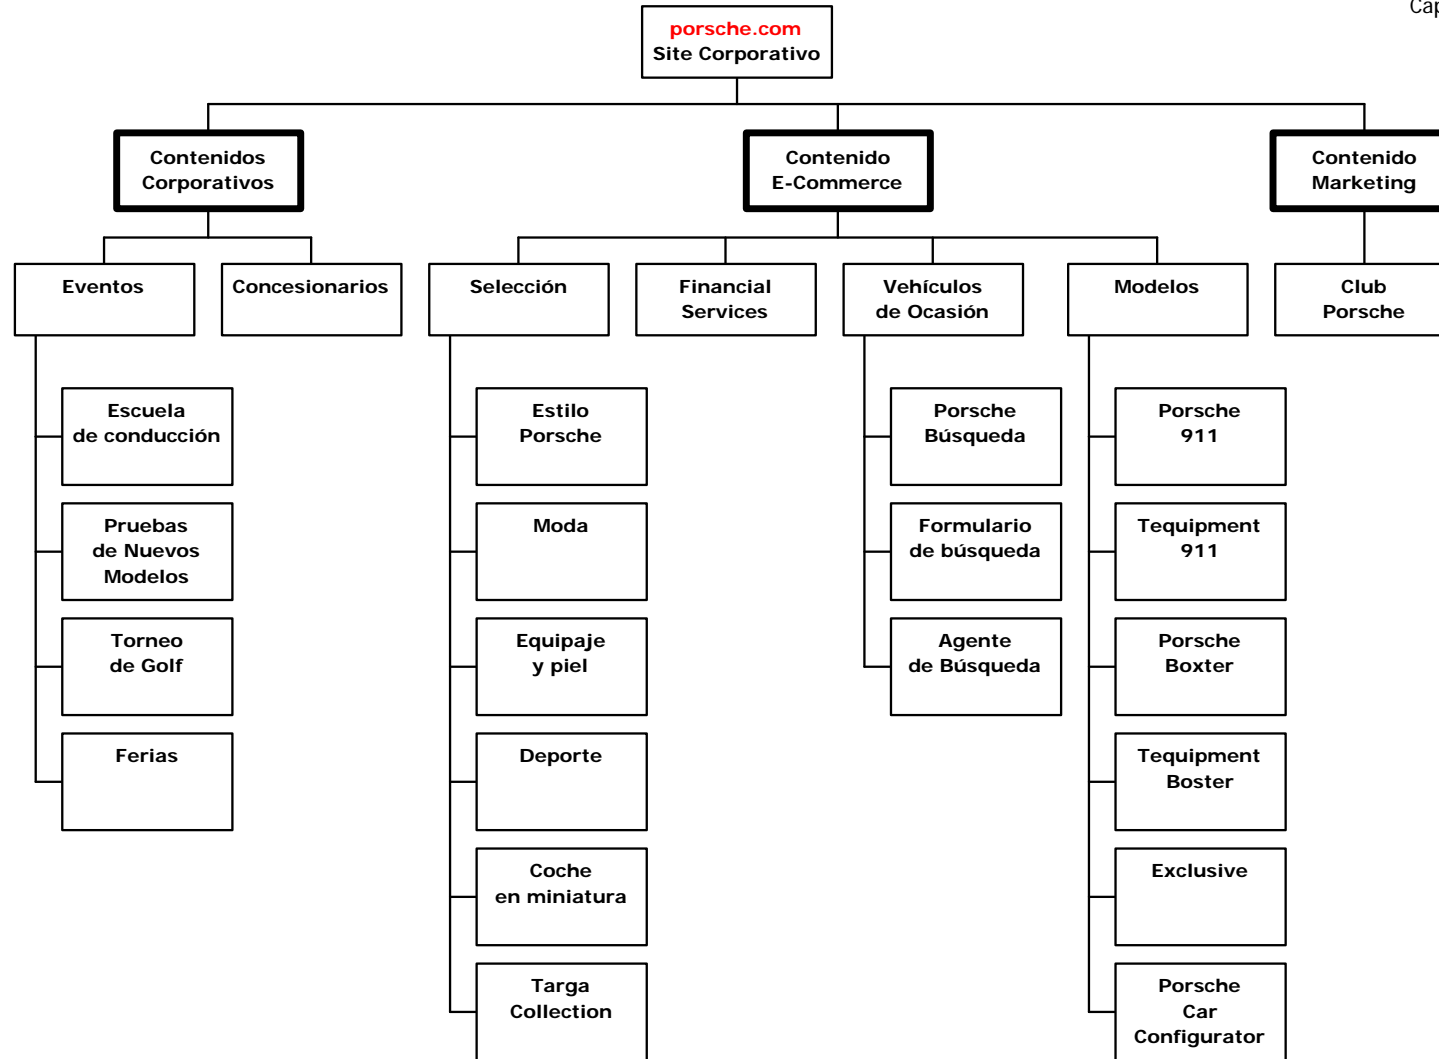 Cap
porsche.com
Site Corporativo
Contenidos
Corporativos
Contenido
E-Commerce
Contenido
Marketing
Eventos
Concesionarios
Selección
Financial
Services
Vehículos
de Ocasión
Modelos
Club
Porsche
Escuela
de conducción
Pruebas
de Nuevos
Modelos
Torneo
de Golf
Ferias
Estilo
Porsche
Moda
Equipaje
y piel
Deporte
Coche
en miniatura
Targa
Collection
Porsche
Búsqueda
Formulario
de búsqueda
Agente
de Búsqueda
Porsche
911
Tequipment
911
Porsche
Boxter
Tequipment
Boster
Exclusive
Porsche
Car
Configurator